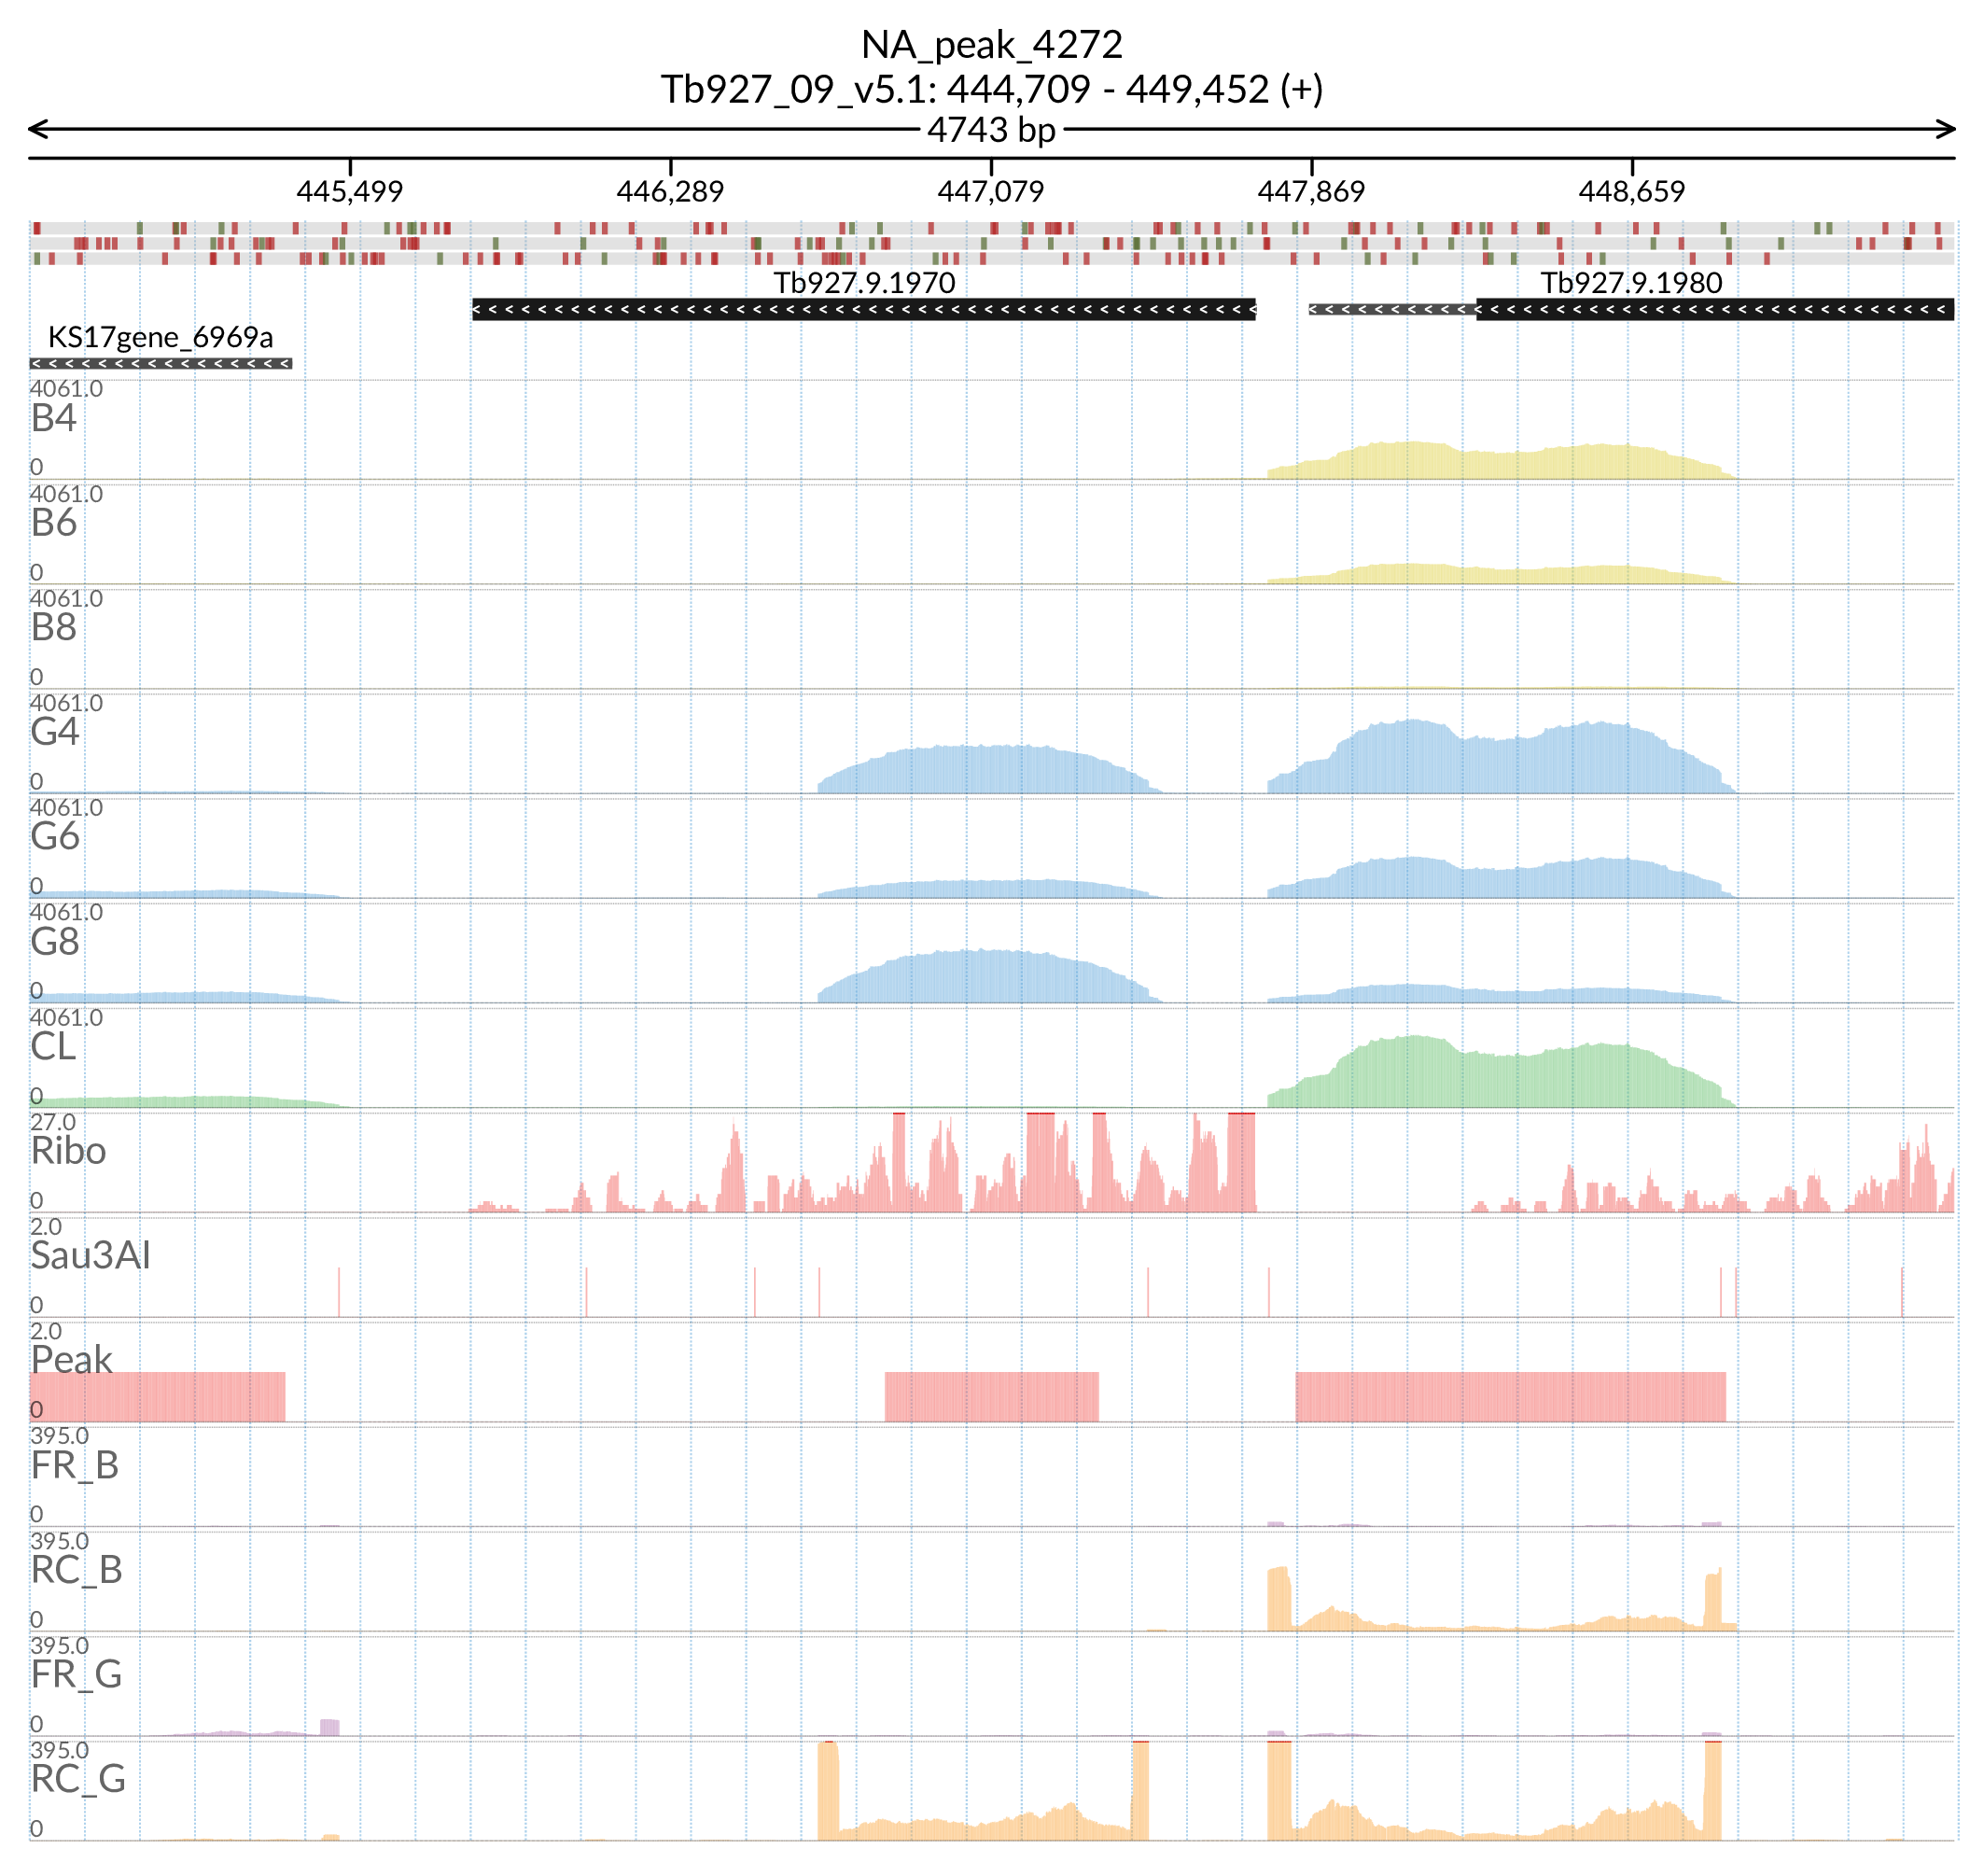 NA_peak_4272
Tb927_09_v5.1: 444,709 - 449,452 (+)
4743 bp
445,499 446,289 447,079 447,869 448,659
Tb927.9.1970 Tb927.9.1980
KS17gene_6969a
4061.0
B4
0
4061.0
B6
0
4061.0
B8
0
4061.0
G4
0
4061.0
G6
0
4061.0
G8
0
4061.0
CL
0
27.0
Ribo
0
2.0
Sau3AI
0
2.0
Peak
0
395.0
FR_B
0
395.0
RC_B
0
395.0
FR_G
0
395.0
RC_G
0